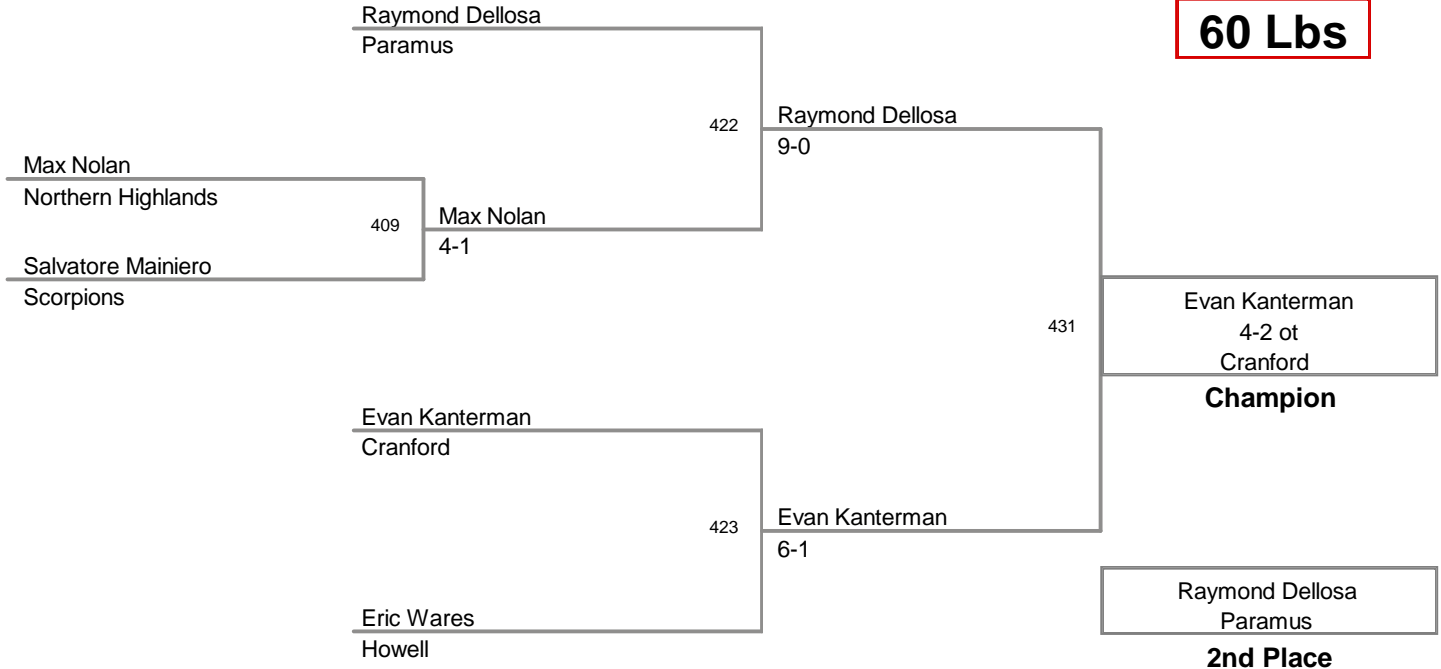 Raymond Dellosa
Paramus
60 Lbs
422
Raymond Dellosa
9-0
Max Nolan
Northern Highlands
409
Max Nolan
4-1
Salvatore Mainiero
Scorpions
431
Evan Kanterman
4-2 ot
Cranford
Champion
Evan Kanterman
Cranford
423
Evan Kanterman
6-1
Eric Wares
Howell
Raymond Dellosa
Paramus
2nd Place